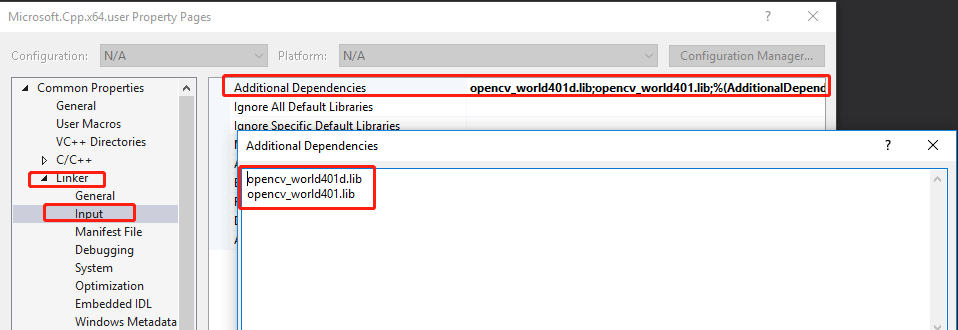 Microsoft.Cpp.x64.user Property Pages
Configuration: N/A Platform: N/A Configuration Manager...
Common Properties
General
User Macros
VC++ Directories
C/C++
Linker
General
Input
Manifest File
Debugging
System
Optimization
Embedded IDL
Windows Metadata
Additional Dependencies opencv_world401d.lib;opencv_world401.lib;%(AdditionalDepend
Ignore All Default Libraries
Ignore Specific Default Libraries
Additional Dependencies
opencv_world401d.lib
opencv_world401.lib